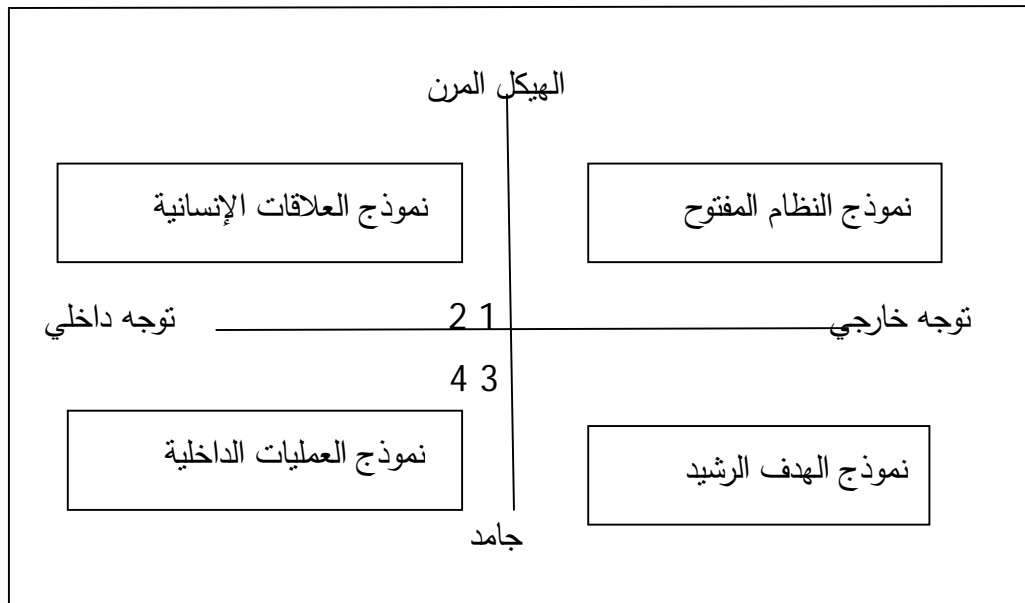 الهيكل المرن
نموذج النظام المفتوح
نموذج العلاقات الإنسانية
توجه خارجي
2 1
توجه داخلي
4 3
نموذج الهدف الرشيد
نموذج العمليات الداخلية
جامد